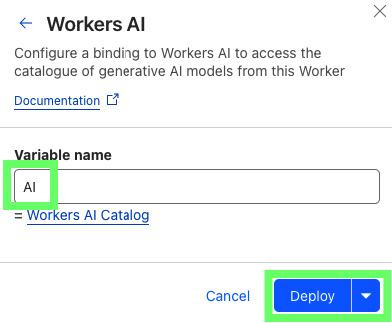 Workers AI
Configure a binding to Workers AI to access the
catalogue of generative AI models from this Worker
Documentation
Variable name
AI
= Workers AI Catalog
Cancel Deploy